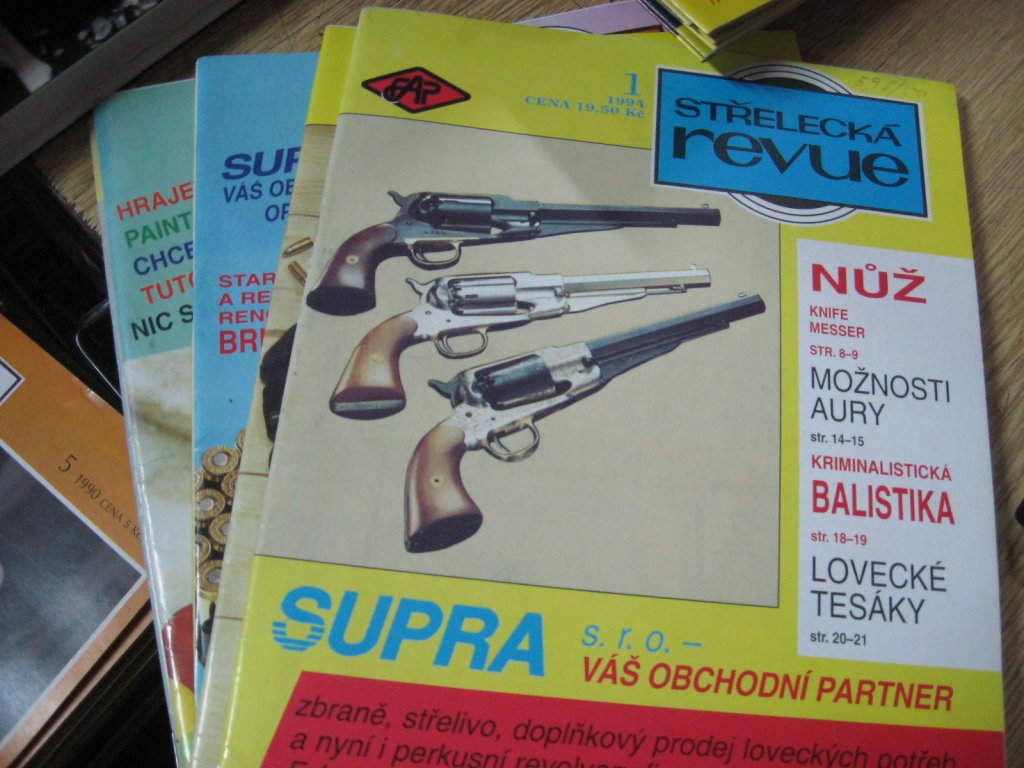 GAP
1
1994
CENA 19,50 Kč
STŘELECKÁ
revue
NŮŽ
KNIFE
MESSER
STR. 8–9
MOŽNOSTI
AURY
str. 14–15
KRIMINALISTICKÁ
BALISTIKA
str. 18–19
LOVECKÉ
TESÁKY
str. 20–21
SUPRA s. r. o. –
VÁŠ OBCHODNÍ PARTNER
zbraně, střelivo, doplňkový prodej loveckých potřeb
a nyní i perkusní revolvery
SUP
VÁŠ OB
STAR
A RE
REN
BR
HRAJE
PAINT
CHCE
TUTO
NIC S
5 1990 CENA 5 Kč